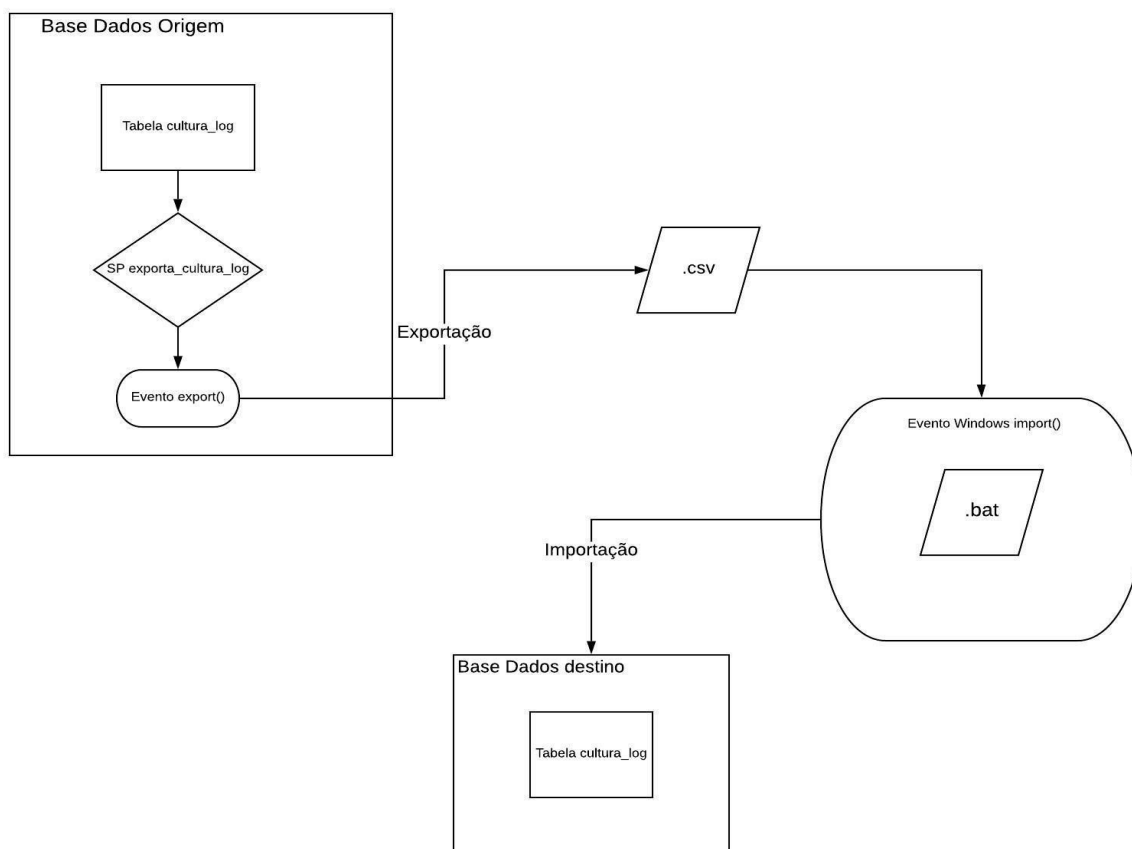 Base Dados Origem
Tabela cultura_log
SP exporta_cultura_log
Evento export()
Exportação
.csv
Evento Windows import()
.bat
Importação
Base Dados destino
Tabela cultura_log